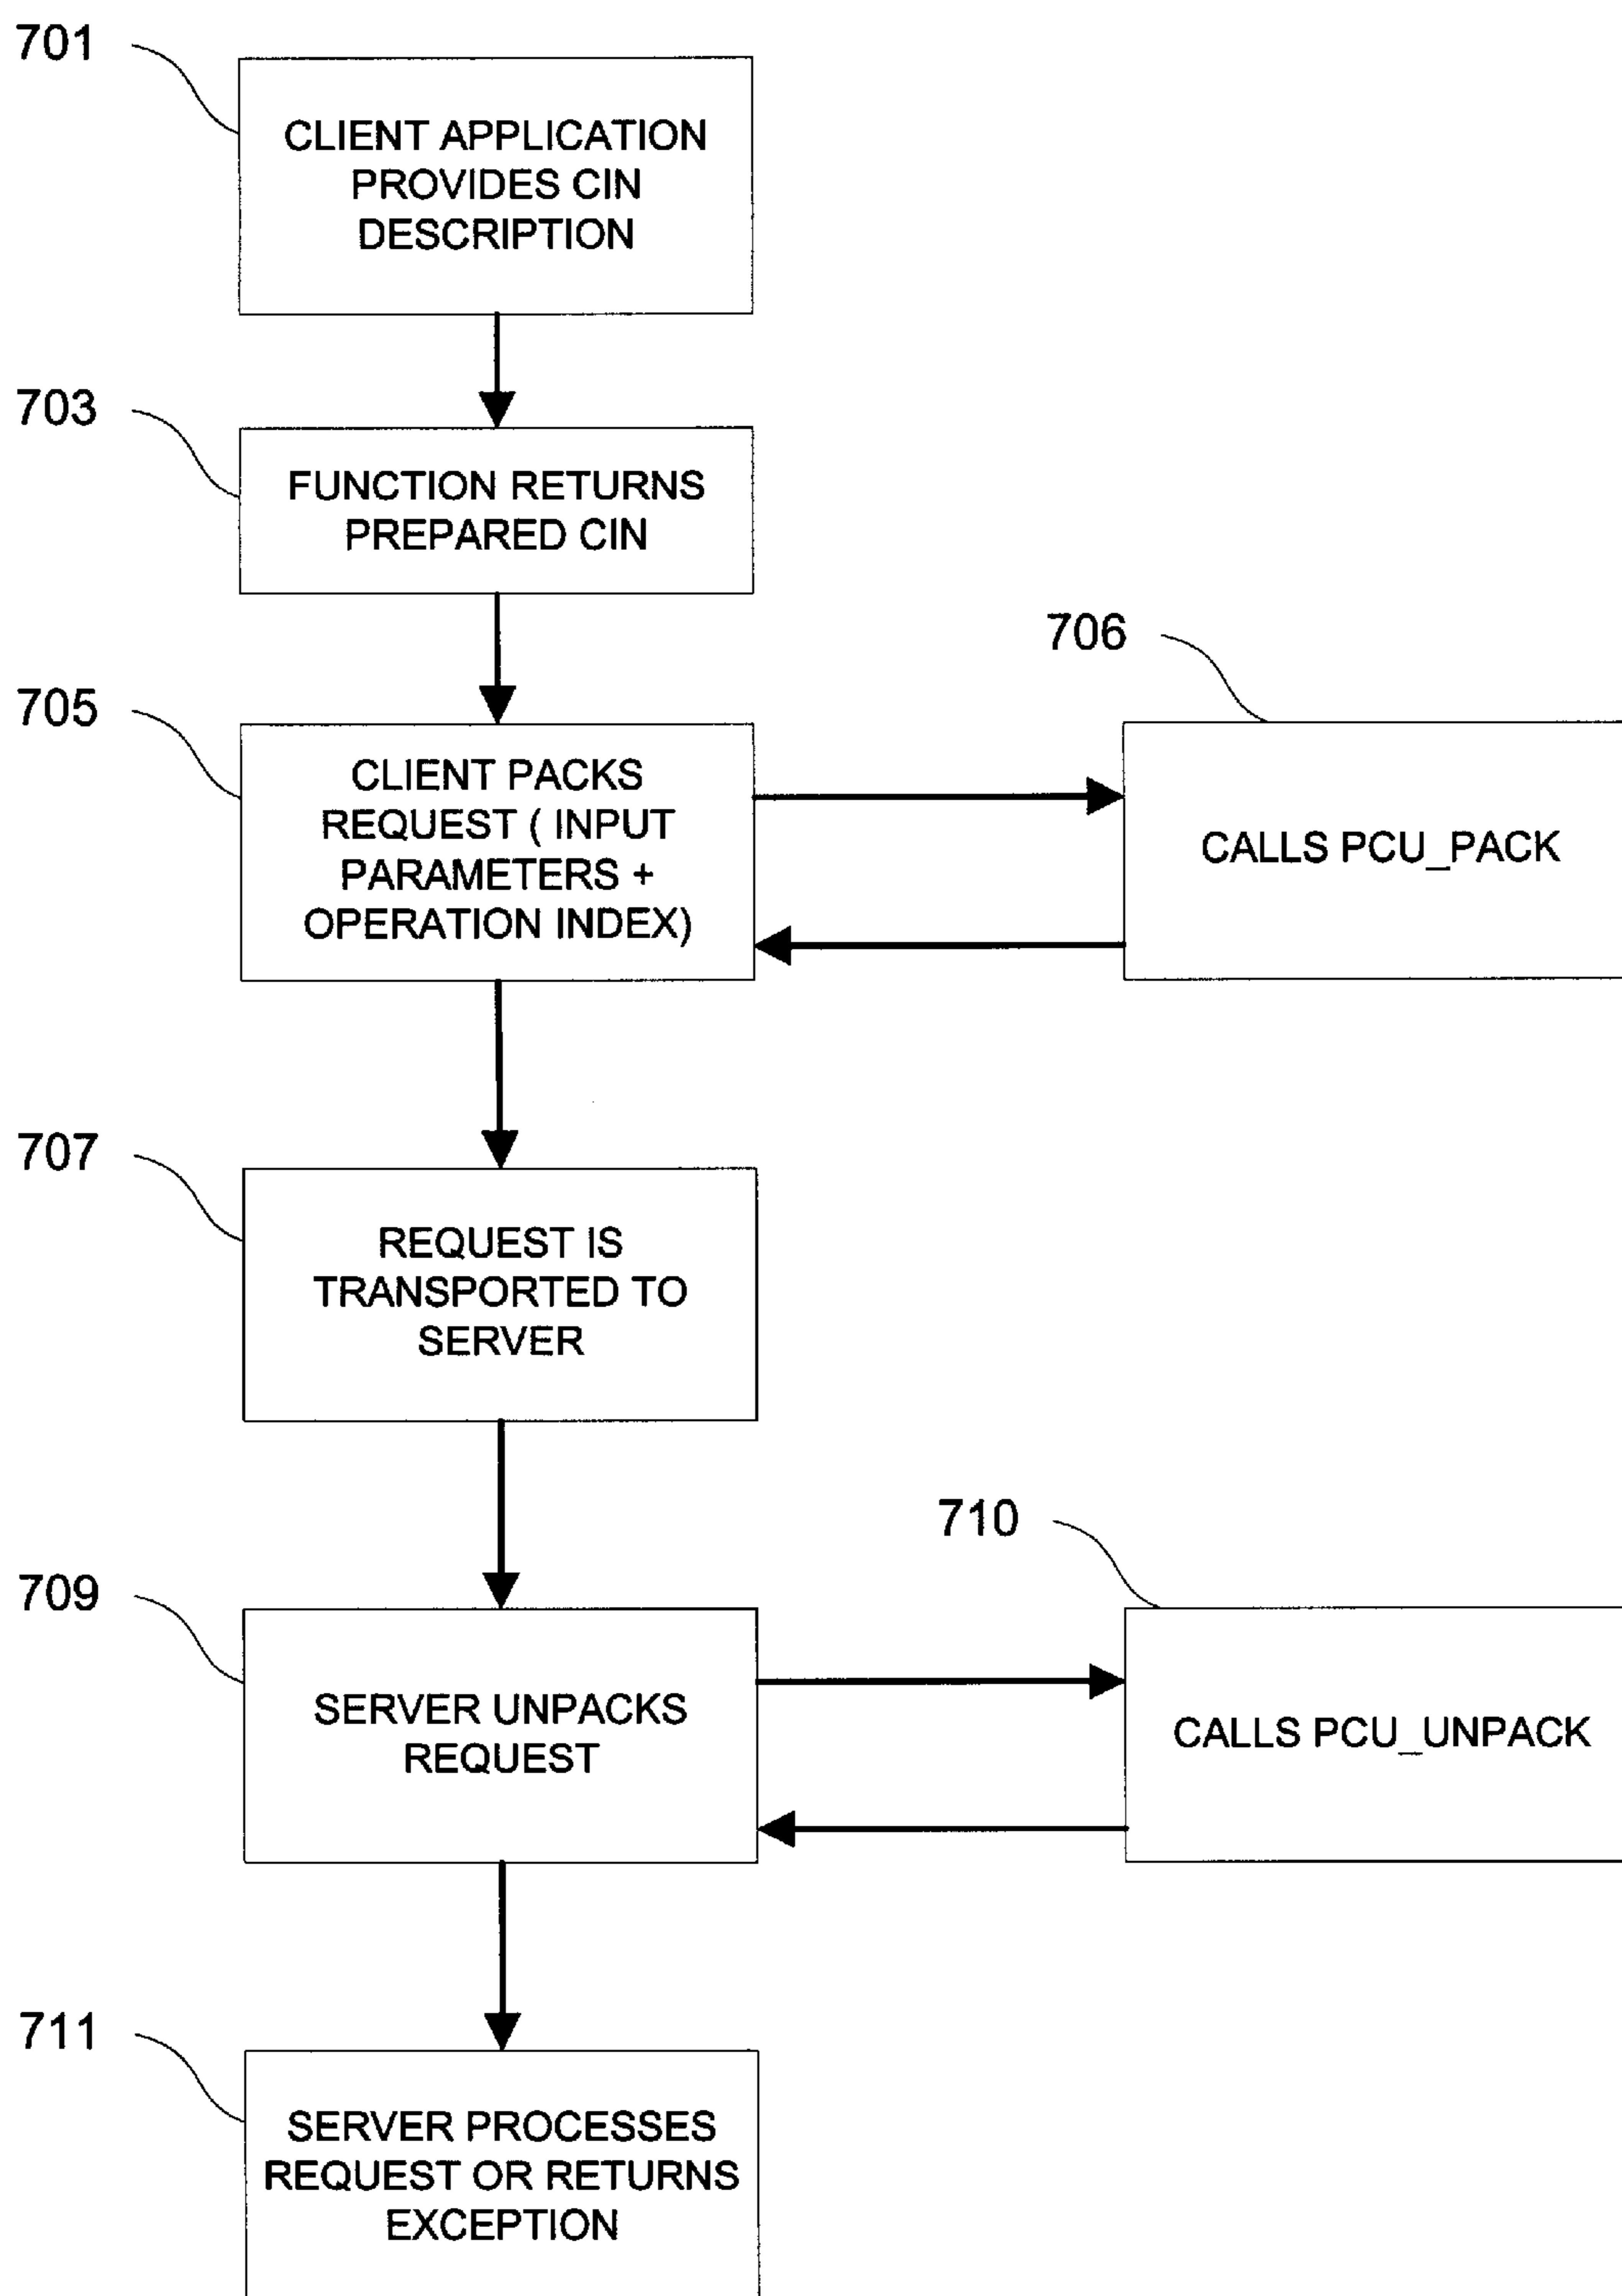 701
CLIENT APPLICATION
PROVIDES CIN
DESCRIPTION
703
FUNCTION RETURNS
PREPARED CIN
706
705
CLIENT PACKS
REQUEST ( INPUT
PARAMETERS +
OPERATION INDEX)
CALLS PCU_PACK
707
REQUEST IS
TRANSPORTED TO
SERVER
710
709
SERVER UNPACKS
REQUEST
CALLS PCU_UNPACK
711
SERVER PROCESSES
REQUEST OR RETURNS
EXCEPTION